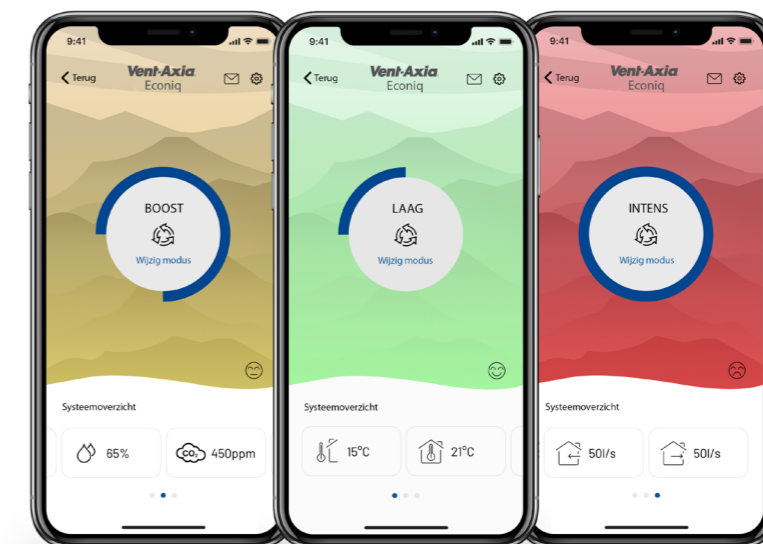 9:41
Terug
Vent-Axia
Econiq
BOOST
Wijzig modus
Systeemoverzicht
65%
CO₂
450ppm
9:41
Terug
Vent-Axia
Econiq
LAAG
Wijzig modus
Systeemoverzicht
15°C
21°C
9:41
Terug
Vent-Axia
Econiq
INTENS
Wijzig modus
Systeemoverzicht
50l/s
50l/s